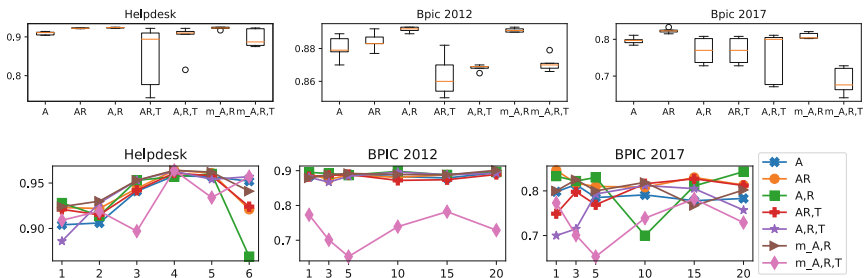 Helpdesk
Bpic 2012
Bpic 2017
0.9
0.8
A AR A,R AR,T A,R,T m_A,R m_A,R,T
0.88
0.86
A AR A,R AR,T A,R,T m_A,R m_A,R,T
0.8
0.7
A AR A,R AR,T A,R,T m_A,R m_A,R,T
Helpdesk
BPIC 2012
BPIC 2017
0.95
0.90
1 2 3 4 5 6
0.9
0.8
0.7
1 3 5 10 15 20
0.8
0.7
1 3 5 10 15 20
A
AR
A,R
AR,T
A,R,T
m_A,R
m_A,R,T